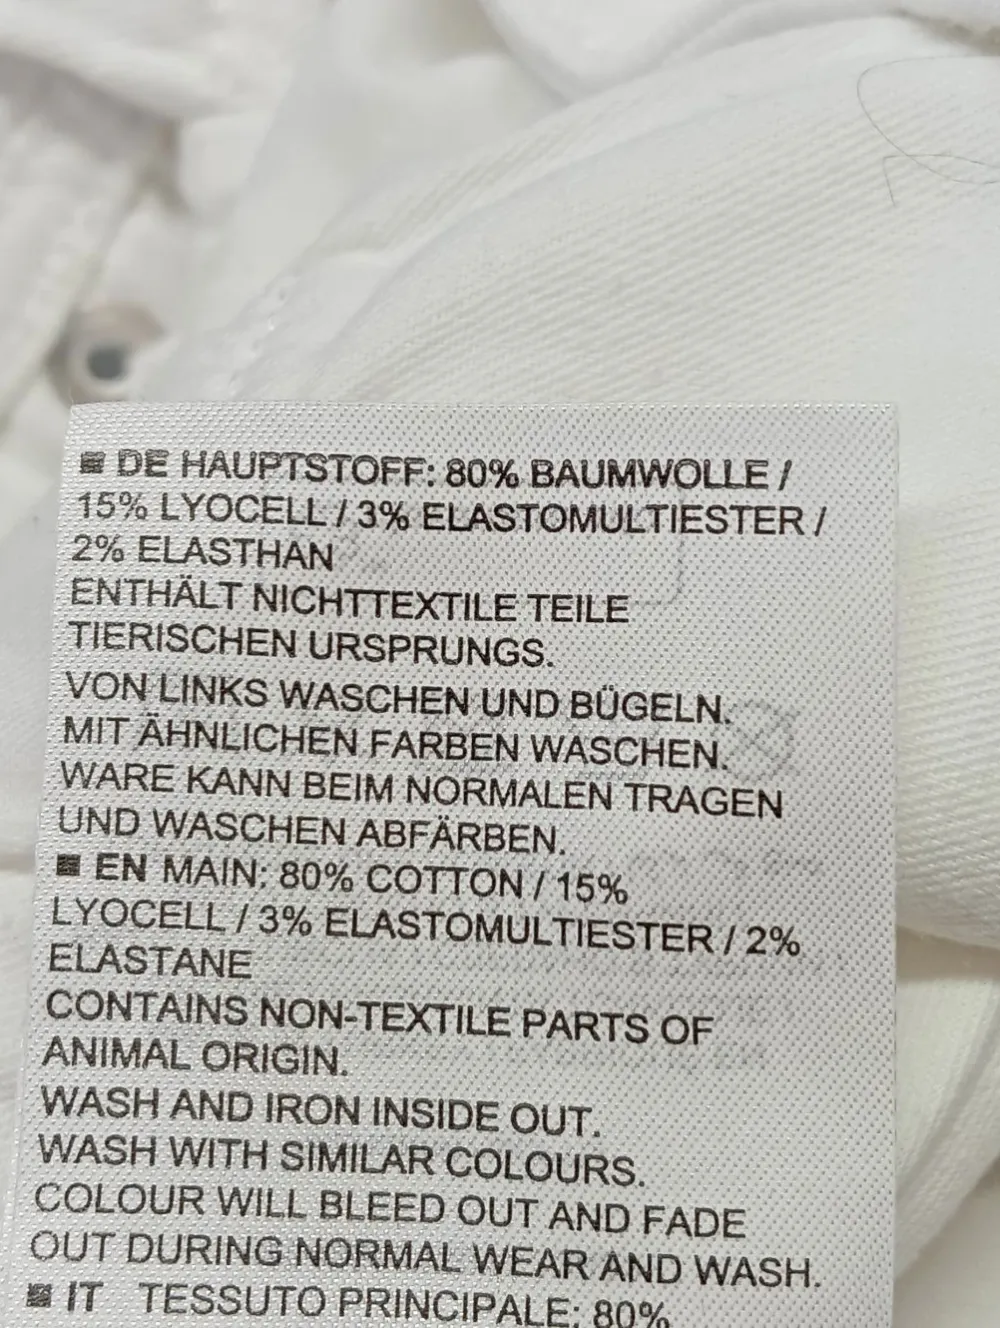 DE HAUPTSTOFF: 80% BAUMWOLLE /
15% LYOCELL / 3% ELASTOMULTIESTER /
2% ELASTHAN
ENTHÄLT NICHTTEXTILE TEILE
TIERISCHEN URSPRUNGS.
VON LINKS WASCHEN UND BÜGELN.
MIT ÄHNLICHEN FARBEN WASCHEN.
WARE KANN BEIM NORMALEN TRAGEN
UND WASCHEN ABFÄRBEN.
EN MAIN: 80% COTTON / 15%
LYOCELL / 3% ELASTOMULTIESTER / 2%
ELASTANE
CONTAINS NON-TEXTILE PARTS OF
ANIMAL ORIGIN.
WASH AND IRON INSIDE OUT.
WASH WITH SIMILAR COLOURS.
COLOUR WILL BLEED OUT AND FADE
OUT DURING NORMAL WEAR AND WASH.
IT TESSUTO PRINCIPALE: 80%